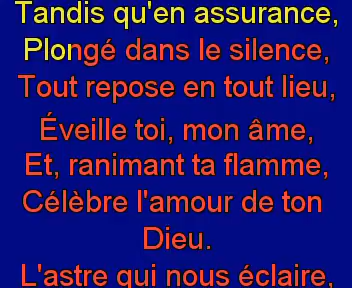 Tandis qu'en assurance,
Plongé dans le silence,
Tout repose en tout lieu,
Éveille toi, mon âme,
Et, ranimant ta flamme,
Célèbre l'amour de ton
Dieu.
L'astre qui nous éclaire,